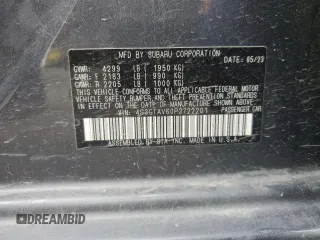 MFD BY SUBARU CORPORATION DATE: 05/23
GVWR: 4299 LB ( 1950 KG)
GAWR: F 2183 LB ( 990 KG)
GAWR: R 2205 LB ( 1000 KG)
THIS VEHICLE CONFORMS TO ALL APPLICABLE FEDERAL MOTOR
VEHICLE SAFETY, BUMPER AND THEFT PREVENTION STANDARDS
IN EFFECT ON THE DATE OF MANUFACTURE SHOWN ABOVE.
PASSENGER CAR
VIN: 4S3GTAV60P3722201
ASSEMBLED BY SIA, INC. MADE IN U.S.A.
DIAMBID